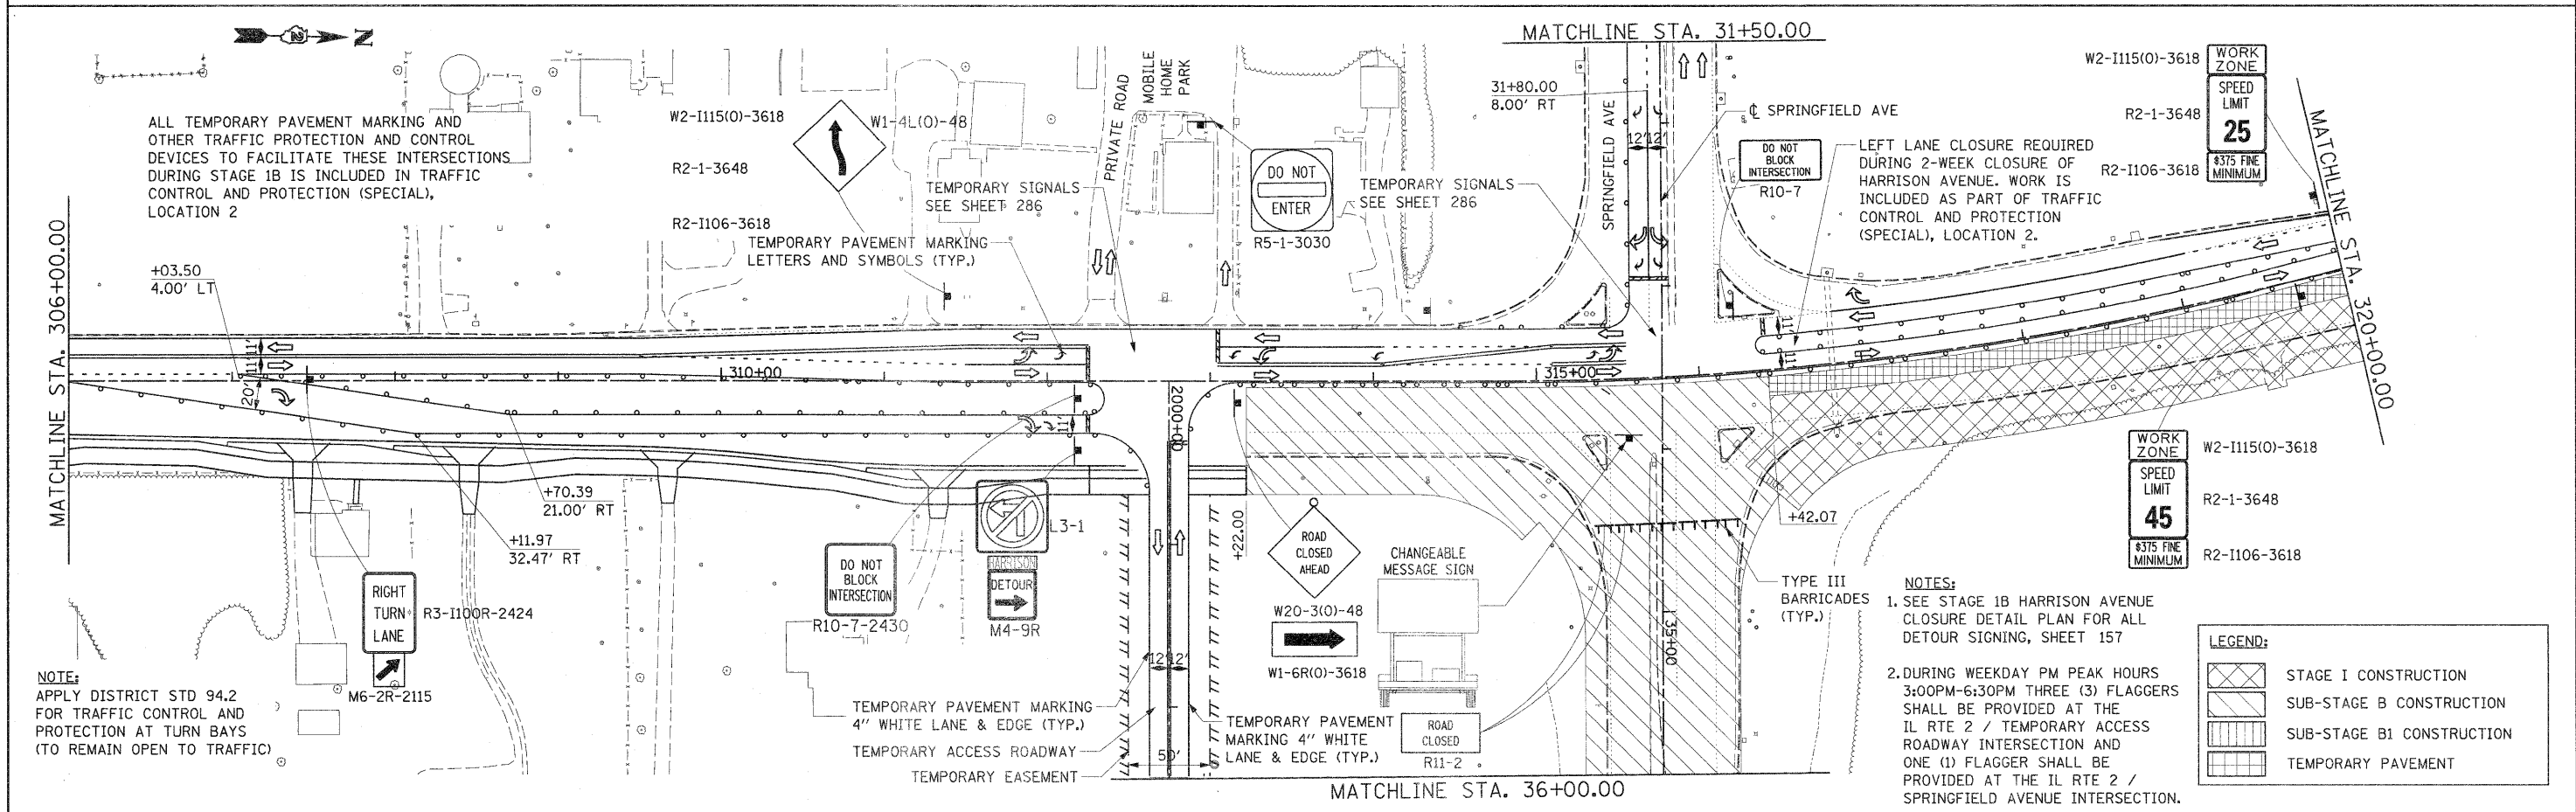 MATCHLINE STA. 31+50.00
2
N
ALL TEMPORARY PAVEMENT MARKING AND
OTHER TRAFFIC PROTECTION AND CONTROL
DEVICES TO FACILITATE THESE INTERSECTIONS
DURING STAGE 1B IS INCLUDED IN TRAFFIC
CONTROL AND PROTECTION (SPECIAL),
LOCATION 2
W2-I115(O)-3618
R2-1-3648
R2-I106-3618
W1-4L(O)-48
TEMPORARY SIGNALS
SEE SHEET 286
TEMPORARY PAVEMENT MARKING
LETTERS AND SYMBOLS (TYP.)
PRIVATE ROAD
MOBILE
HOME
PARK
DO NOT
ENTER
R5-1-3030
TEMPORARY SIGNALS
SEE SHEET 286
31+80.00
8.00' RT
SPRINGFIELD AVE
12'
12'
℄ SPRINGFIELD AVE
DO NOT
BLOCK
INTERSECTION
R10-7
LEFT LANE CLOSURE REQUIRED
DURING 2-WEEK CLOSURE OF
HARRISON AVENUE. WORK IS
INCLUDED AS PART OF TRAFFIC
CONTROL AND PROTECTION
(SPECIAL), LOCATION 2.
W2-I115(O)-3618
WORK
ZONE
R2-1-3648
SPEED
LIMIT
25
R2-I106-3618
$375 FINE
MINIMUM
MATCHLINE STA. 320+00.00
MATCHLINE STA. 306+00.00
+03.50
4.00' LT
11'
11'
20'
310+00
315+00
11'
11'
11'
2000+00
+70.39
21.00' RT
+11.97
32.47' RT
RIGHT
TURN
LANE
R3-I100R-2424
M6-2R-2115
NOTE:
APPLY DISTRICT STD 94.2
FOR TRAFFIC CONTROL AND
PROTECTION AT TURN BAYS
(TO REMAIN OPEN TO TRAFFIC)
DO NOT
BLOCK
INTERSECTION
R10-7-2430
L3-1
HARRISON
DETOUR
M4-9R
12'
12'
50'
+22.00
TEMPORARY PAVEMENT MARKING
4" WHITE LANE & EDGE (TYP.)
TEMPORARY ACCESS ROADWAY
TEMPORARY EASEMENT
ROAD
CLOSED
AHEAD
W20-3(O)-48
W1-6R(O)-3618
TEMPORARY PAVEMENT
MARKING 4" WHITE
LANE & EDGE (TYP.)
CHANGEABLE
MESSAGE SIGN
ROAD
CLOSED
R11-2
35+00
TYPE III
BARRICADES
(TYP.)
+42.07
WORK
ZONE
W2-I115(O)-3618
SPEED
LIMIT
45
R2-1-3648
$375 FINE
MINIMUM
R2-I106-3618
NOTES:
1. SEE STAGE 1B HARRISON AVENUE
CLOSURE DETAIL PLAN FOR ALL
DETOUR SIGNING, SHEET 157
2. DURING WEEKDAY PM PEAK HOURS
3:00PM-6:30PM THREE (3) FLAGGERS
SHALL BE PROVIDED AT THE
IL RTE 2 / TEMPORARY ACCESS
ROADWAY INTERSECTION AND
ONE (1) FLAGGER SHALL BE
PROVIDED AT THE IL RTE 2 /
SPRINGFIELD AVENUE INTERSECTION.
LEGEND:
STAGE I CONSTRUCTION
SUB-STAGE B CONSTRUCTION
SUB-STAGE B1 CONSTRUCTION
TEMPORARY PAVEMENT
MATCHLINE STA. 36+00.00